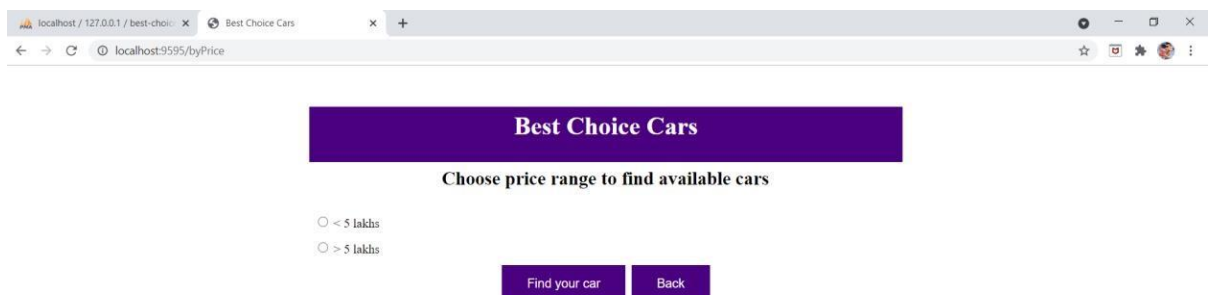 localhost / 127.0.0.1 / best-choic
Best Choice Cars
localhost:9595/byPrice
Best Choice Cars
Choose price range to find available cars
< 5 lakhs
> 5 lakhs
Find your car Back